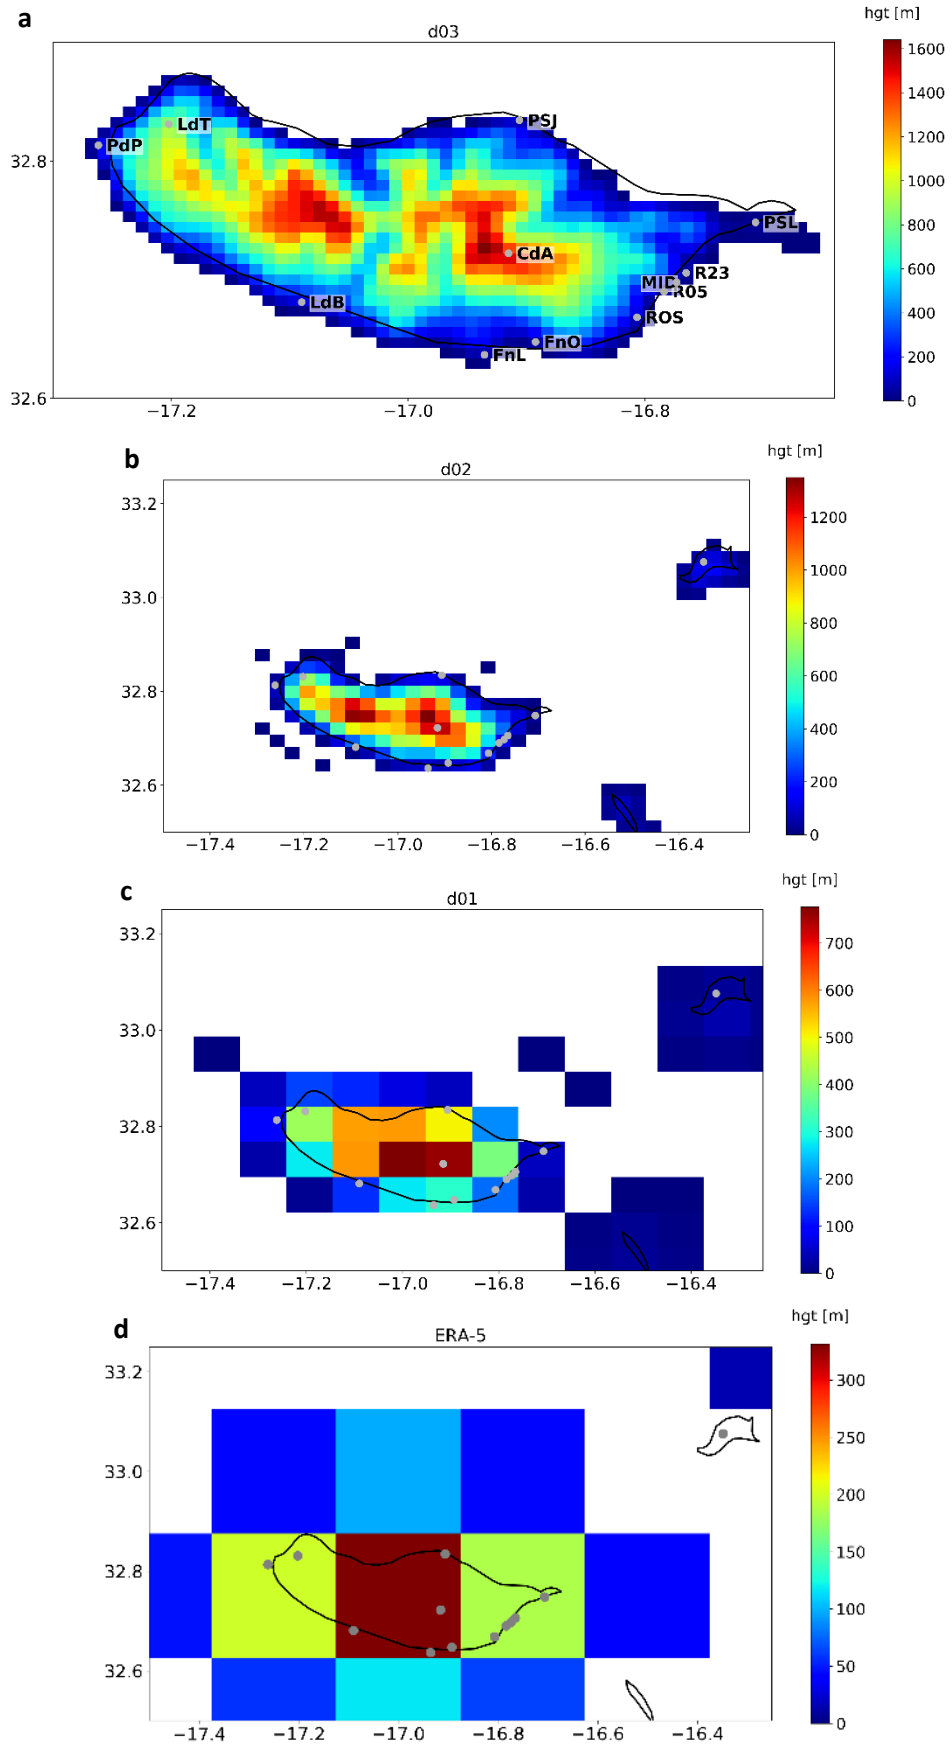 a
d03
hgt [m]
LdT
PSJ
PdP
PSL
CdA
R23
MID
R05
LdB
ROS
FnO
FnL
32.8
32.6
−17.2
−17.0
−16.8
1600
1400
1200
1000
800
600
400
200
0
b
d02
hgt [m]
33.2
33.0
32.8
32.6
−17.4
−17.2
−17.0
−16.8
−16.6
−16.4
1200
1000
800
600
400
200
0
c
d01
hgt [m]
33.2
33.0
32.8
32.6
−17.4
−17.2
−17.0
−16.8
−16.6
−16.4
700
600
500
400
300
200
100
0
d
ERA-5
hgt [m]
33.2
33.0
32.8
32.6
−17.4
−17.2
−17.0
−16.8
−16.6
−16.4
300
250
200
150
100
50
0